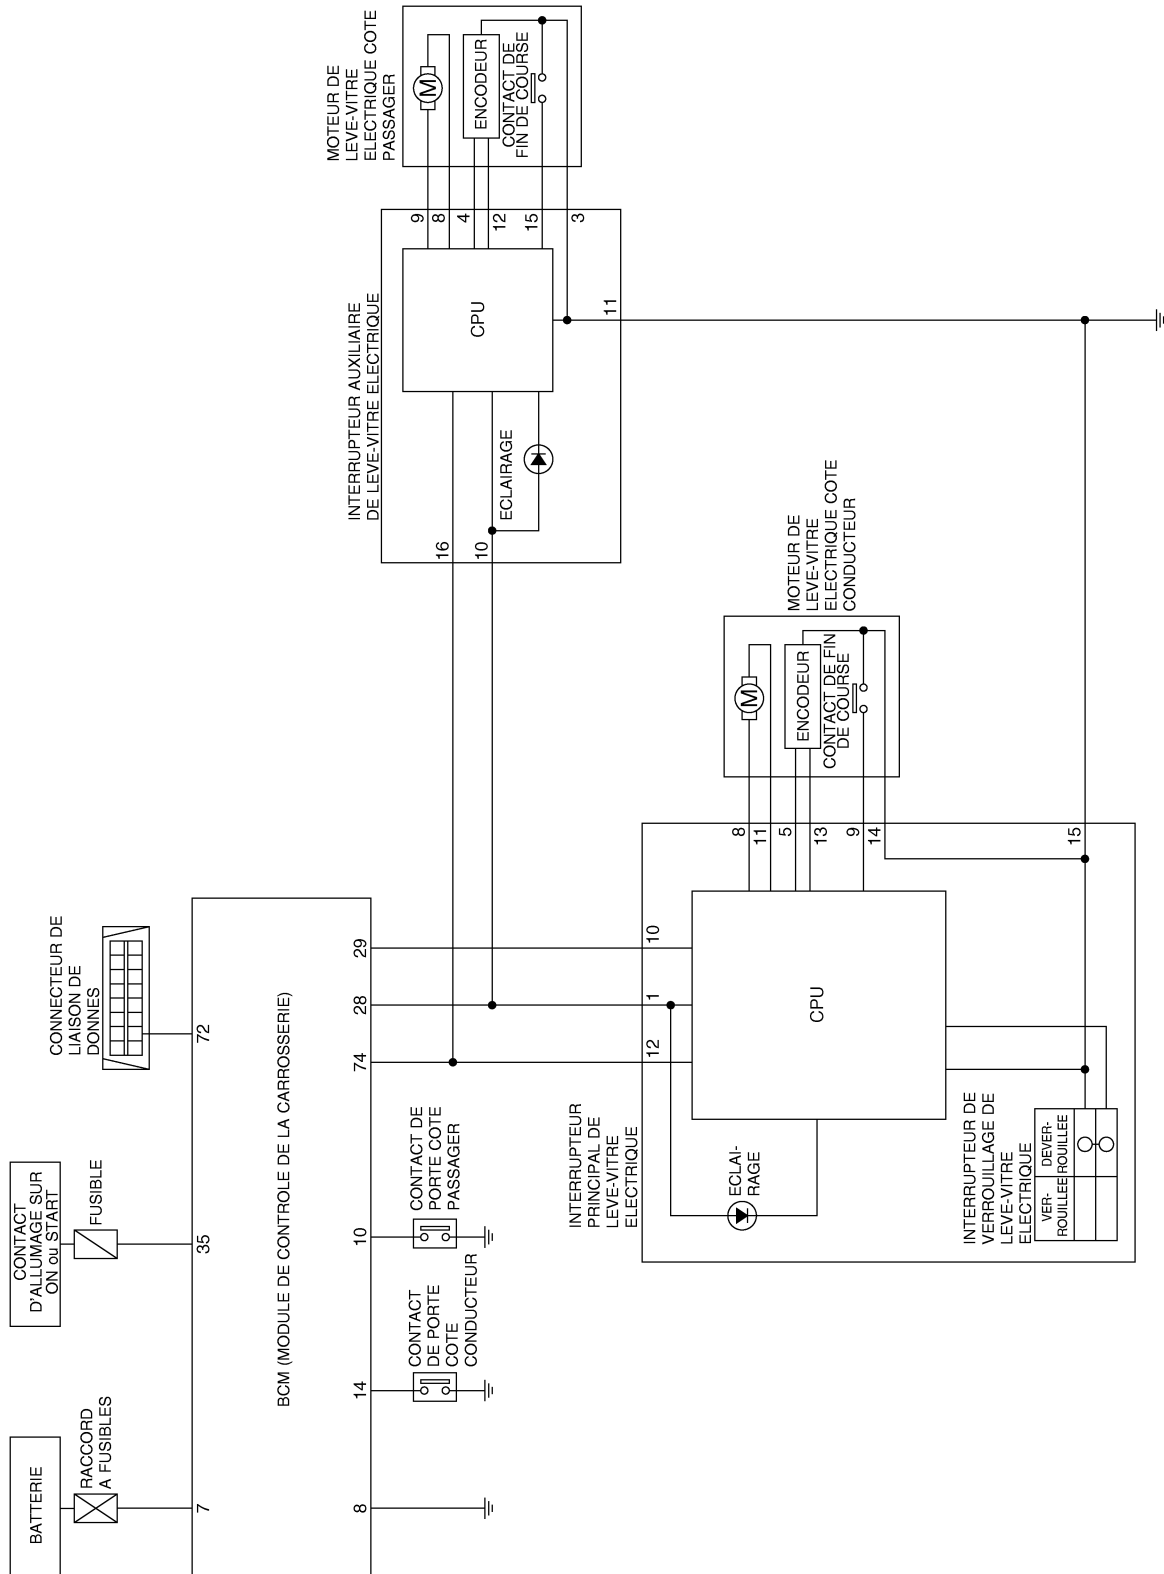 BATTERIE
RACCORD
A FUSIBLES
7
CONTACT
D'ALLUMAGE SUR
ON ou START
FUSIBLE
35
CONNECTEUR DE
LIAISON DE
DONNES
72
BCM (MODULE DE CONTROLE DE LA CARROSSERIE)
8
14
10
74
28
29
CONTACT
DE PORTE
COTE
CONDUCTEUR
CONTACT DE
PORTE COTE
PASSAGER
INTERRUPTEUR
PRINCIPAL DE
LEVE-VITRE
ELECTRIQUE
12
1
10
ECLAI-
RAGE
CPU
8
11
5
13
9
14
15
INTERRUPTEUR DE
VERROUILLAGE DE
LEVE-VITRE
ELECTRIQUE
VER-
ROUILLEE
DEVER-
ROUILLEE
MOTEUR DE
LEVE-VITRE
ELECTRIQUE COTE
CONDUCTEUR
M
ENCODEUR
CONTACT DE FIN
DE COURSE
INTERRUPTEUR AUXILIAIRE
DE LEVE-VITRE ELECTRIQUE
16
10
ECLAIRAGE
CPU
9
8
4
12
15
3
11
MOTEUR DE
LEVE-VITRE
ELECTRIQUE COTE
PASSAGER
M
ENCODEUR
CONTACT DE
FIN DE COURSE